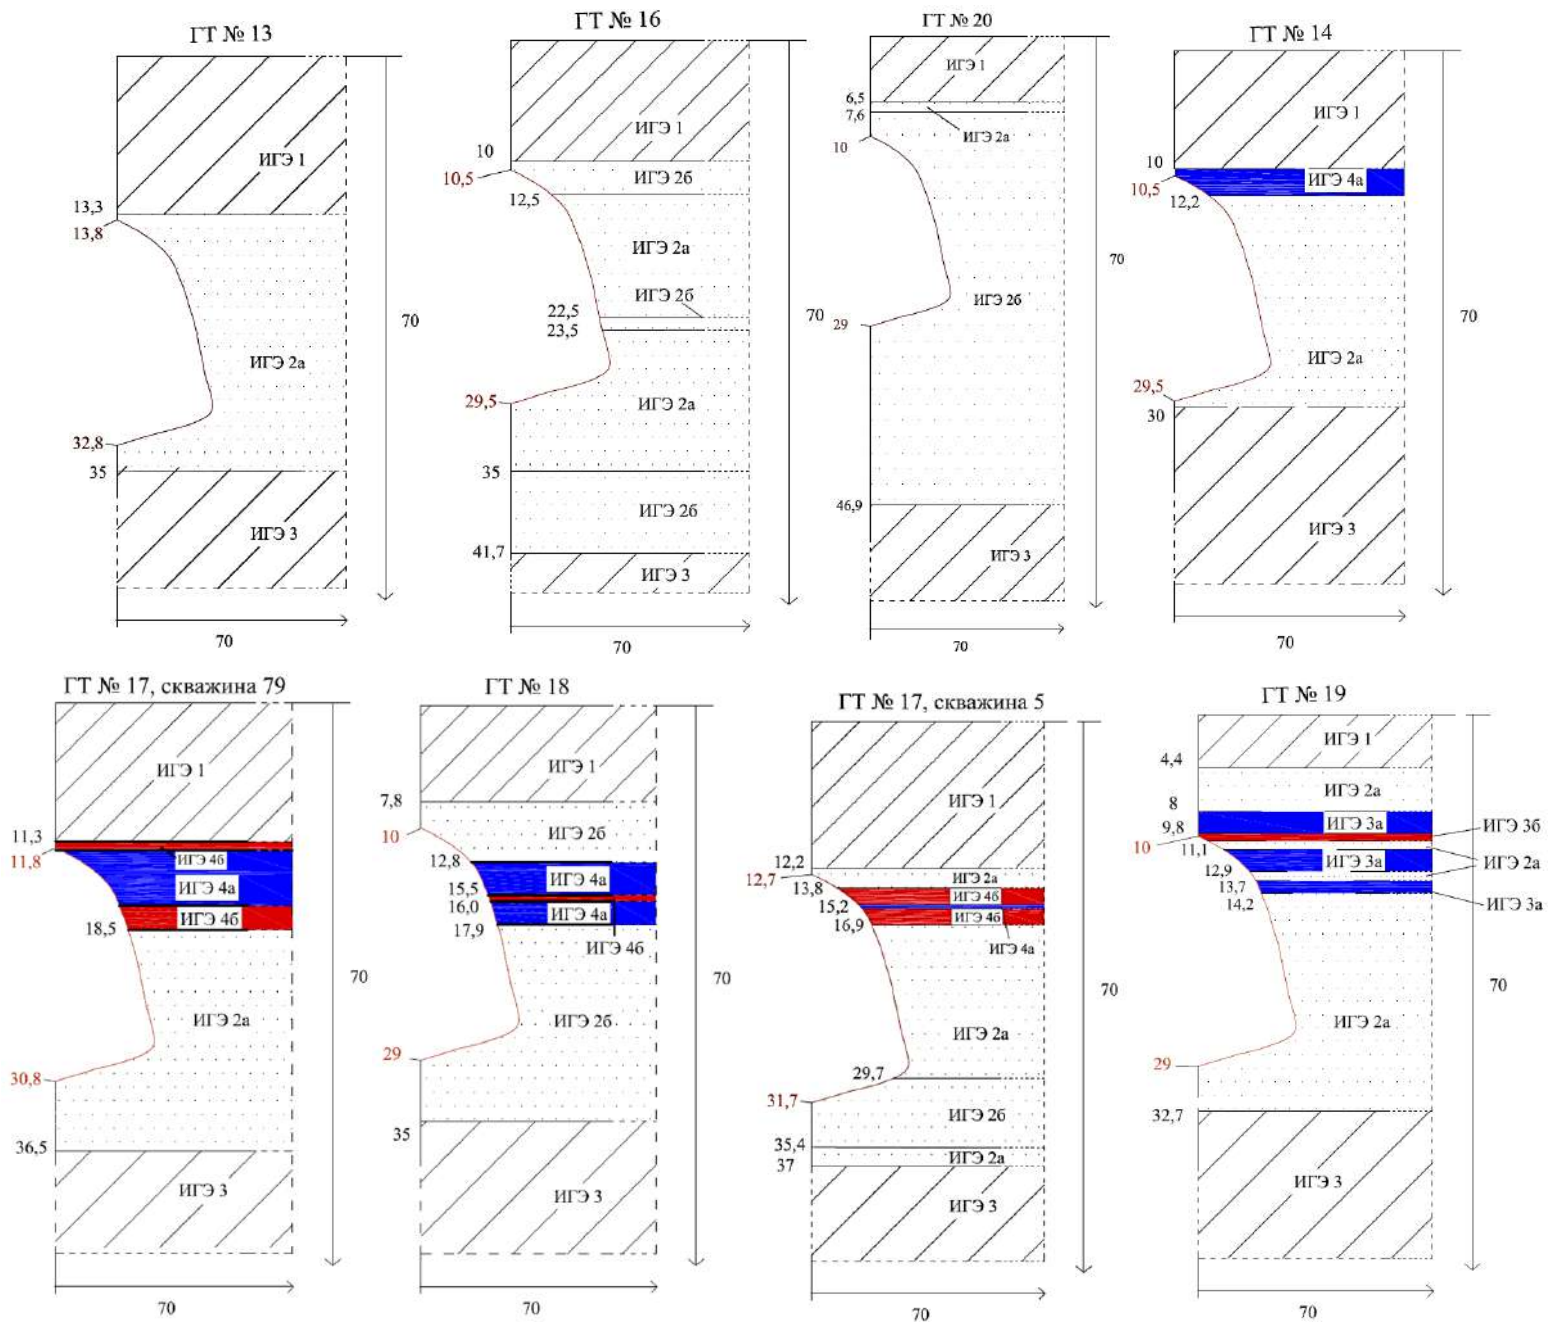 ГТ № 13
ИГЭ 1
13,3
13,8
ИГЭ 2а
32,8
35
ИГЭ 3
70
70
ГТ № 16
ИГЭ 1
10
10,5
ИГЭ 2б
12,5
ИГЭ 2а
ИГЭ 2б
22,5
23,5
29,5
ИГЭ 2а
35
ИГЭ 2б
41,7
ИГЭ 3
70
70
ГТ № 20
ИГЭ 1
6,5
7,6
ИГЭ 2а
10
ИГЭ 2б
29
46,9
ИГЭ 3
70
70
ГТ № 14
ИГЭ 1
10
10,5
ИГЭ 4а
12,2
ИГЭ 2а
29,5
30
ИГЭ 3
70
70
ГТ № 17, скважина 79
ИГЭ 1
11,3
11,8
ИГЭ 4б
ИГЭ 4а
ИГЭ 4б
18,5
ИГЭ 2а
30,8
36,5
ИГЭ 3
70
70
ГТ № 18
ИГЭ 1
7,8
10
ИГЭ 2б
12,8
ИГЭ 4а
15,5
16,0
ИГЭ 4а
17,9
ИГЭ 4б
ИГЭ 2б
29
35
ИГЭ 3
70
70
ГТ № 17, скважина 5
ИГЭ 1
12,2
12,7
ИГЭ 2а
13,8
ИГЭ 4б
15,2
ИГЭ 4б
16,9
ИГЭ 4а
ИГЭ 2а
29,7
31,7
ИГЭ 2б
35,4
ИГЭ 2а
37
ИГЭ 3
70
70
ГТ № 19
ИГЭ 1
4,4
ИГЭ 2а
8
ИГЭ 3а
9,8
ИГЭ 3б
10
11,1
ИГЭ 3а
ИГЭ 2а
12,9
13,7
14,2
ИГЭ 3а
ИГЭ 2а
29
32,7
ИГЭ 3
70
70